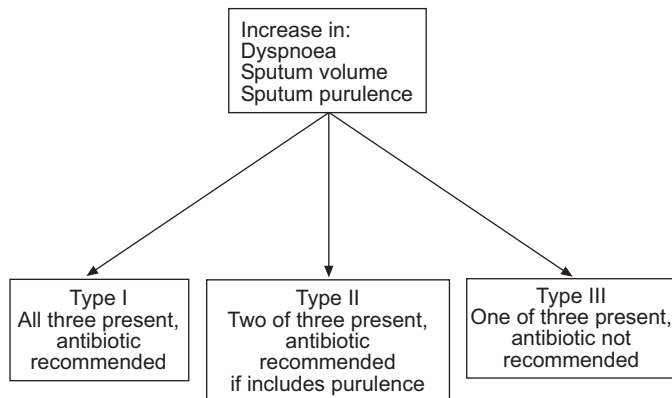 Increase in:
Dyspnoea
Sputum volume
Sputum purulence
Type I
All three present,
antibiotic
recommended
Type II
Two of three present,
antibiotic
recommended
if includes purulence
Type III
One of three present,
antibiotic not
recommended